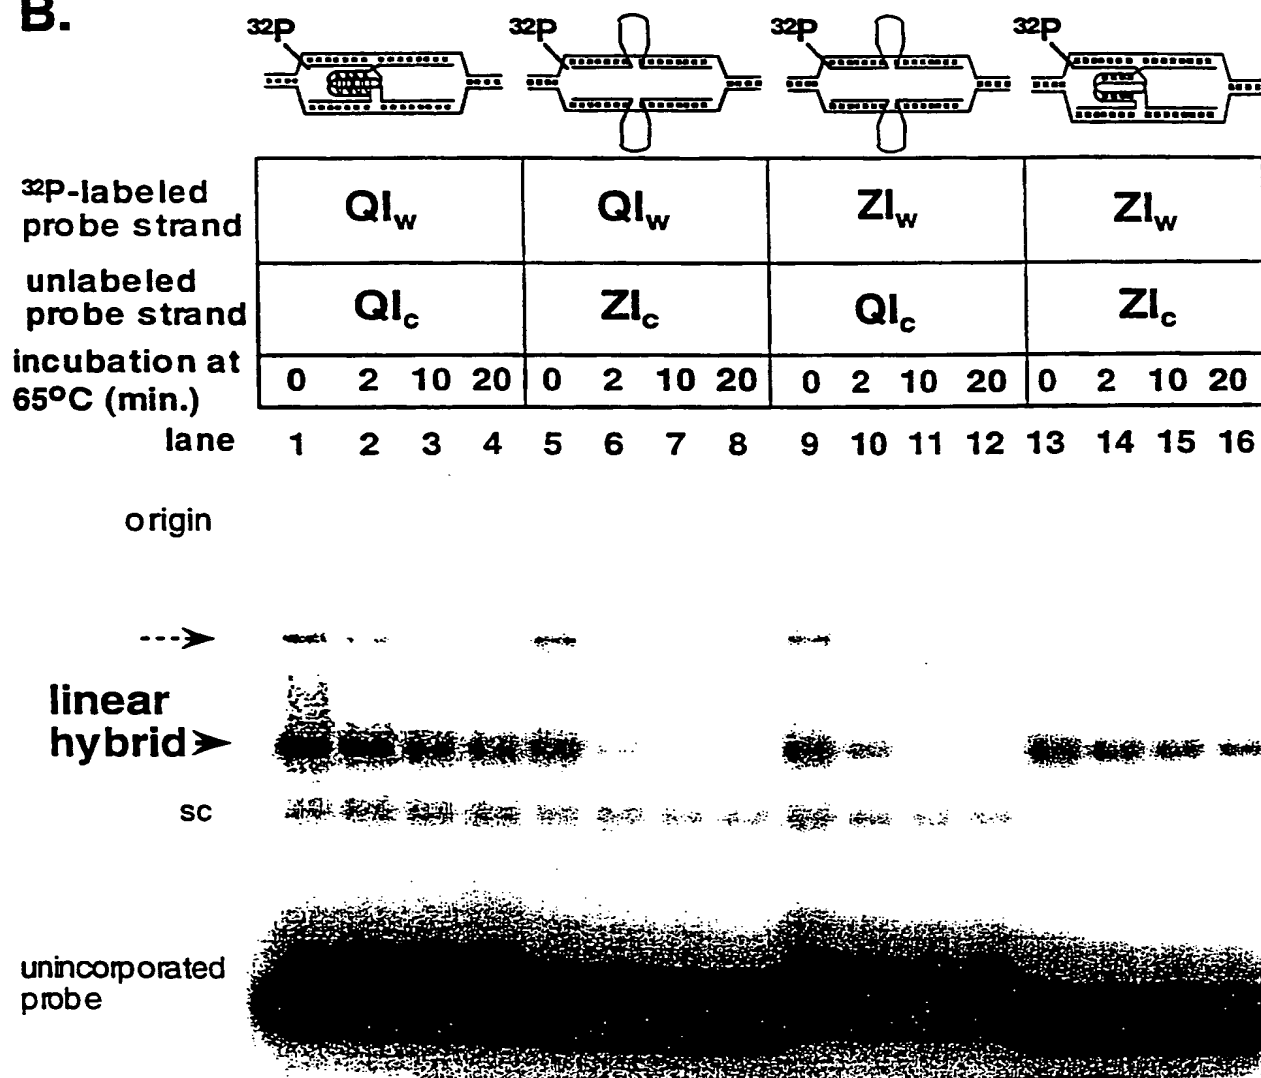 B.
32P 32P 32P 32P
32P-labeled
probe strand
QIw QIw ZIw ZIw
unlabeled
probe strand
QIc ZIc QIc ZIc
incubation at
65ºC (min.)
0 2 10 20 0 2 10 20 0 2 10 20 0 2 10 20
lane 1 2 3 4 5 6 7 8 9 10 11 12 13 14 15 16
origin
linear
hybrid
sc
unincorporated
probe